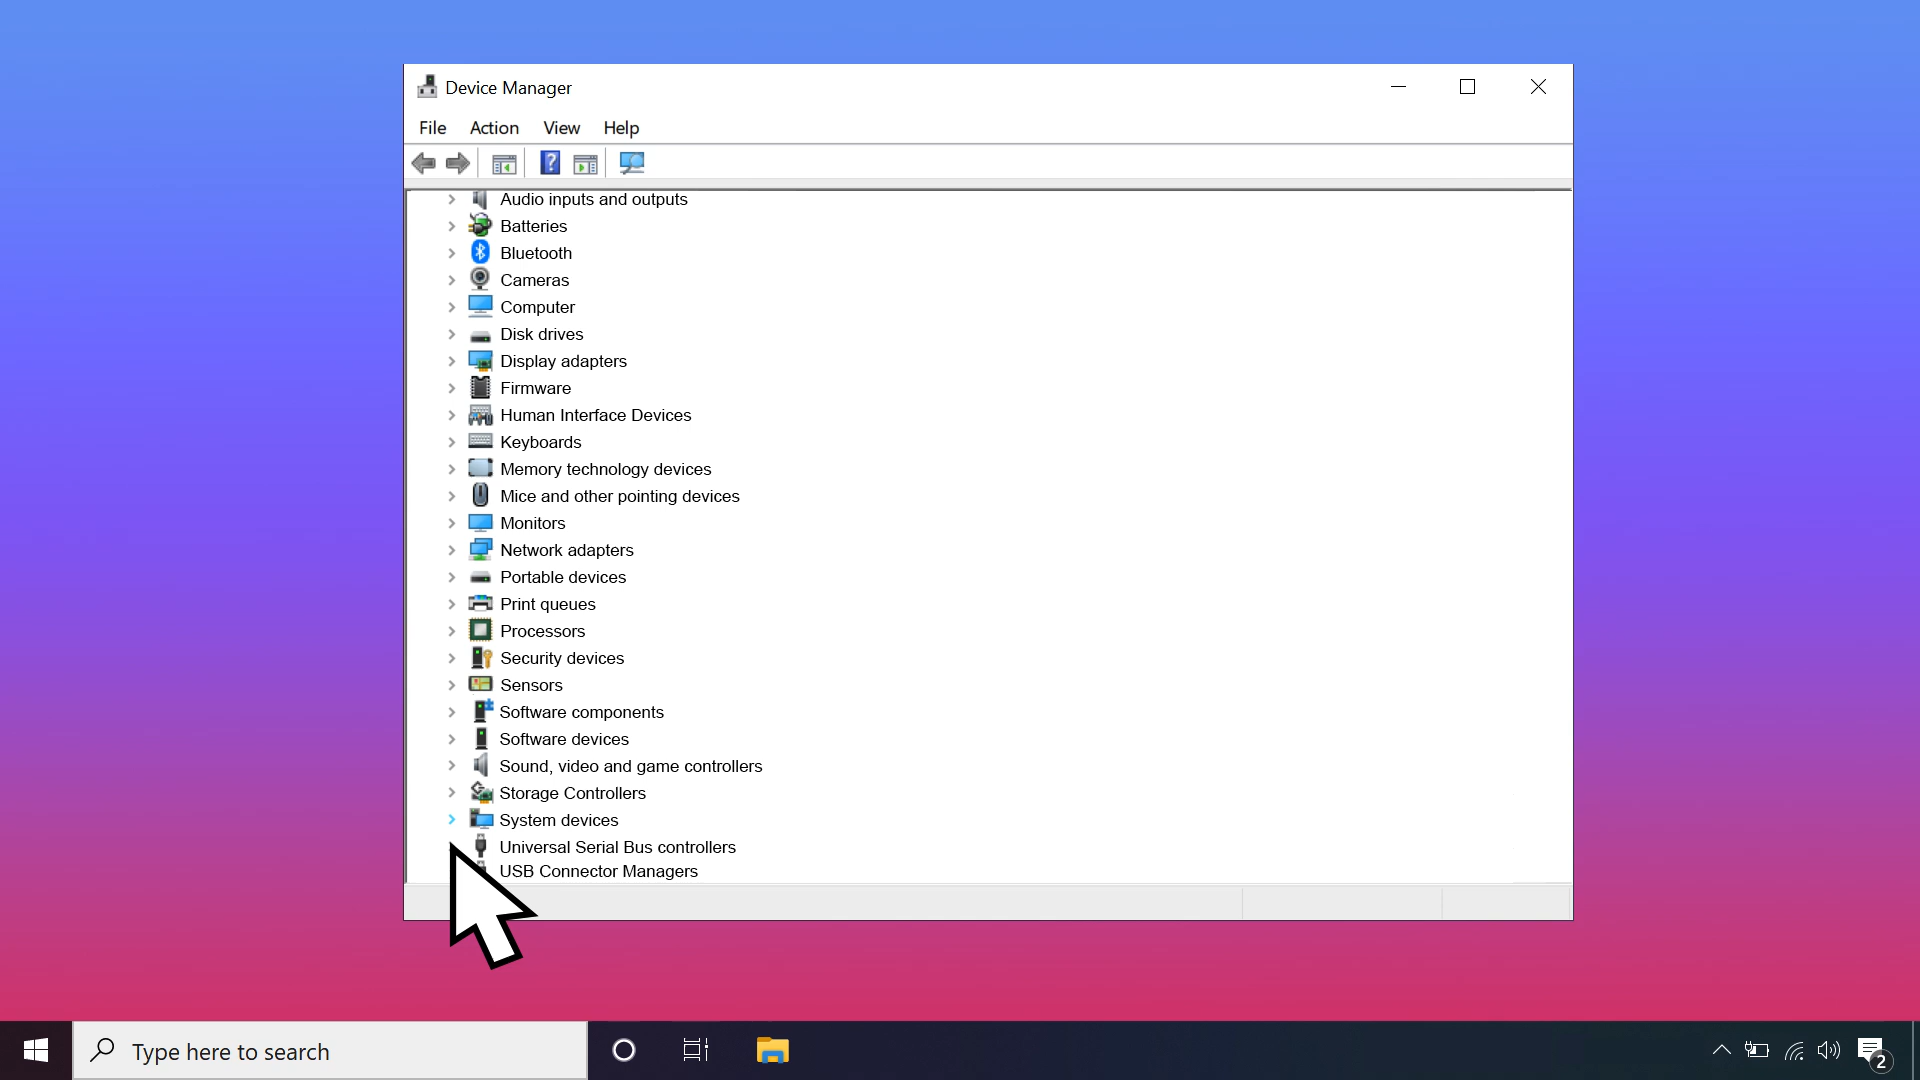 Device Manager
File Action View Help
Audio inputs and outputs
Batteries
Bluetooth
Cameras
Computer
Disk drives
Display adapters
Firmware
Human Interface Devices
Keyboards
Memory technology devices
Mice and other pointing devices
Monitors
Network adapters
Portable devices
Print queues
Processors
Security devices
Sensors
Software components
Software devices
Sound, video and game controllers
Storage Controllers
System devices
Universal Serial Bus controllers
USB Connector Managers
Type here to search
2